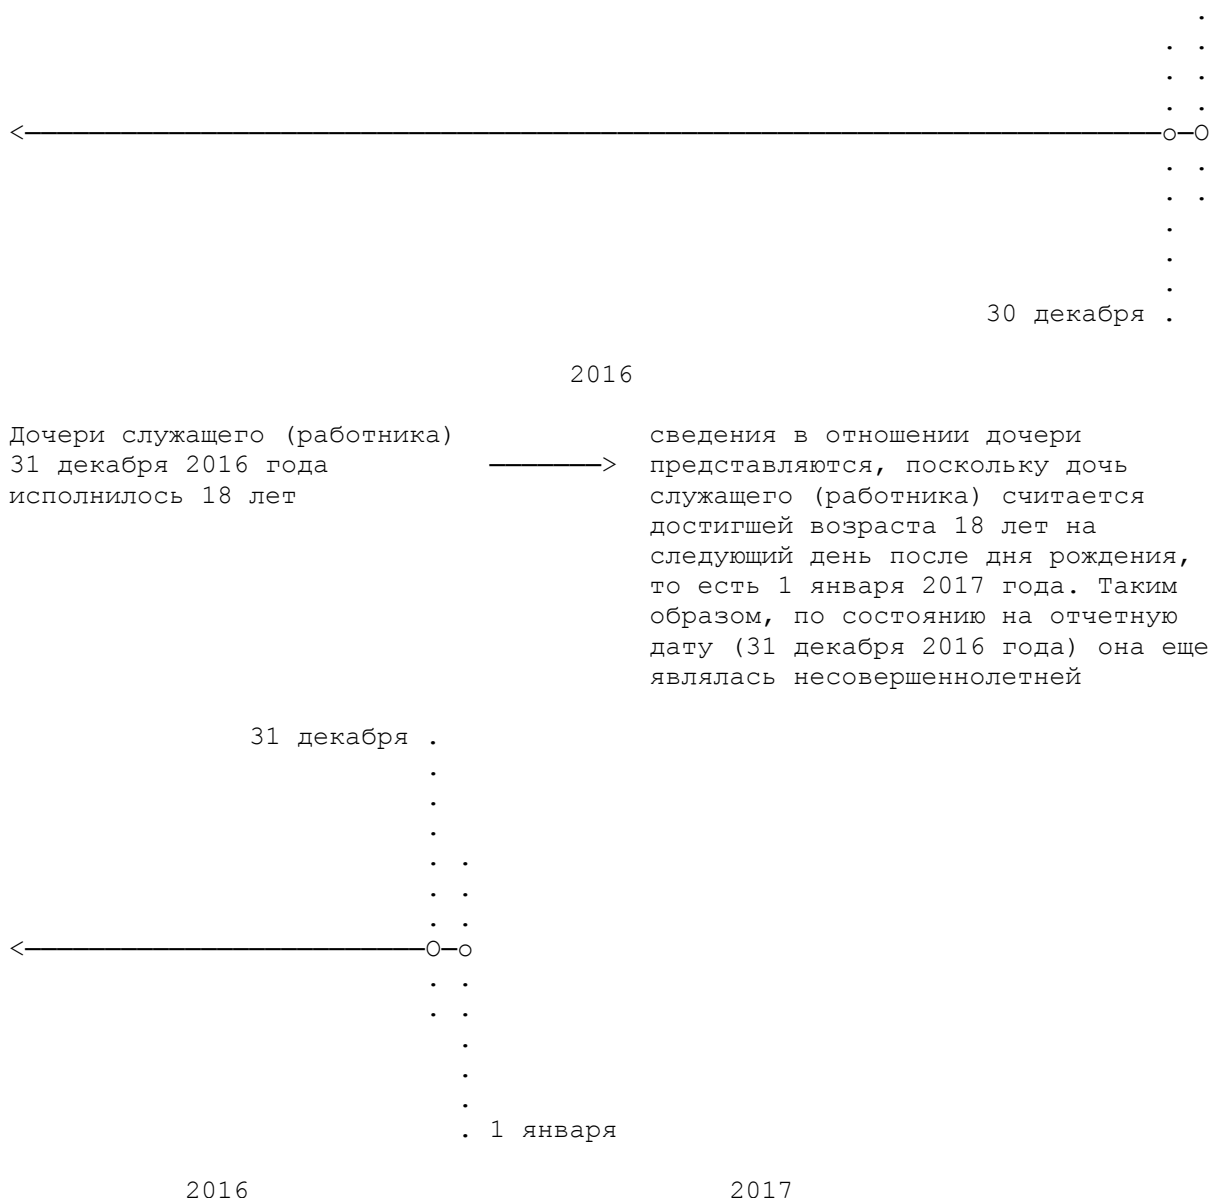 30 декабря
2016
Дочери служащего (работника)
31 декабря 2016 года
исполнилось 18 лет
сведения в отношении дочери
представляются, поскольку дочь
служащего (работника) считается
достигшей возраста 18 лет на
следующий день после дня рождения,
то есть 1 января 2017 года. Таким
образом, по состоянию на отчетную
дату (31 декабря 2016 года) она еще
являлась несовершеннолетней
31 декабря
1 января
2016 2017